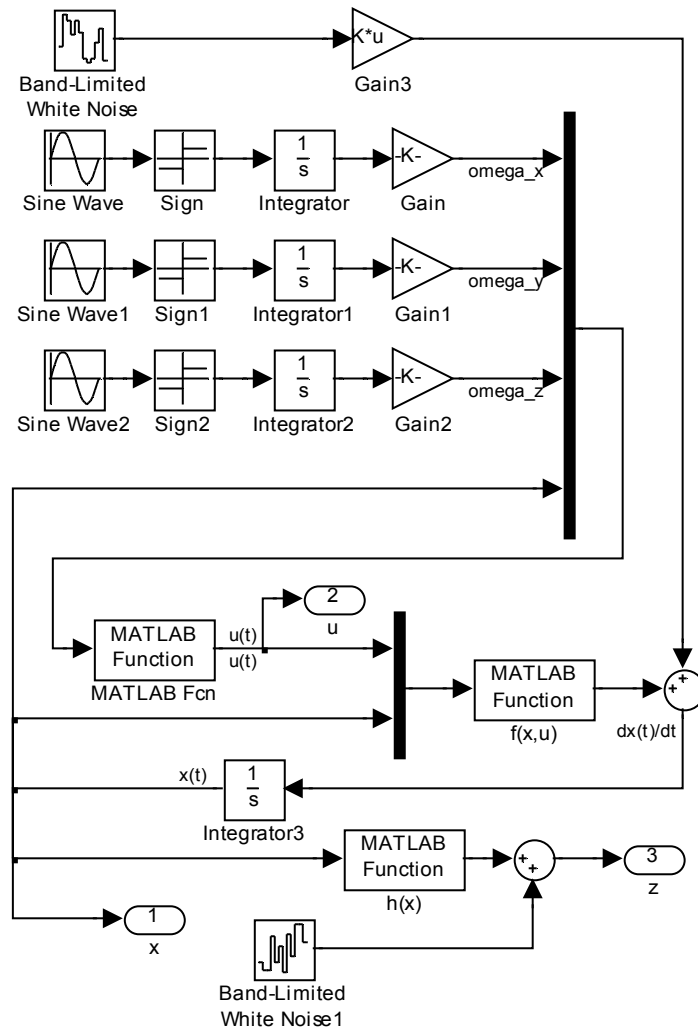 K*u
Band-Limited
White Noise
Gain3
1
s
-K-
omega_x
Sine Wave
Sign
Integrator
Gain
1
s
-K-
omega_y
Sine Wave1
Sign1
Integrator1
Gain1
1
s
-K-
omega_z
Sine Wave2
Sign2
Integrator2
Gain2
2
u
MATLAB
Function
u(t)
u(t)
MATLAB Fcn
MATLAB
Function
f(x,u)
+
+
dx(t)/dt
x(t)
1
s
Integrator3
MATLAB
Function
h(x)
+
+
3
z
1
x
Band-Limited
White Noise1